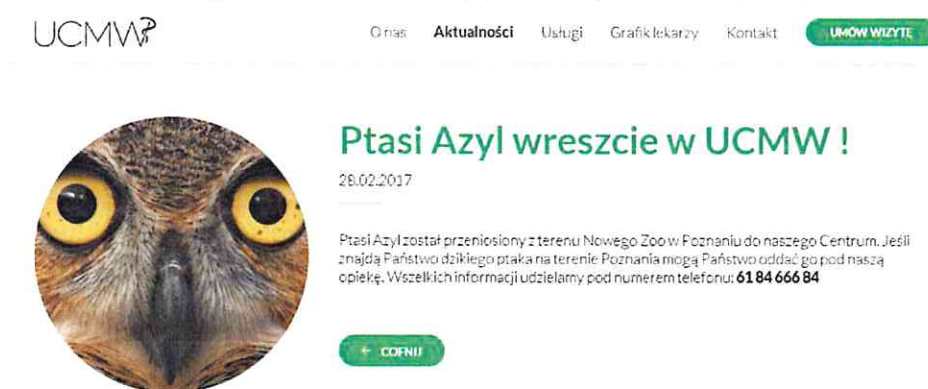 UCMW
O nas Aktualności Usługi Grafik lekarzy Kontakt UMÓW WIZYTĘ
Ptasi Azyl wreszcie w UCMW !
28.02.2017
Ptasi Azyl został przeniosiony z terenu Nowego Zoo w Poznaniu do naszego Centrum. Jeśli
znajdą Państwo dzikiego ptaka na terenie Poznania mogą Państwo oddać go pod naszą
opiekę. Wszelkich informacji udzielamy pod numerem telefonu: 61 84 666 84
← COFNIJ